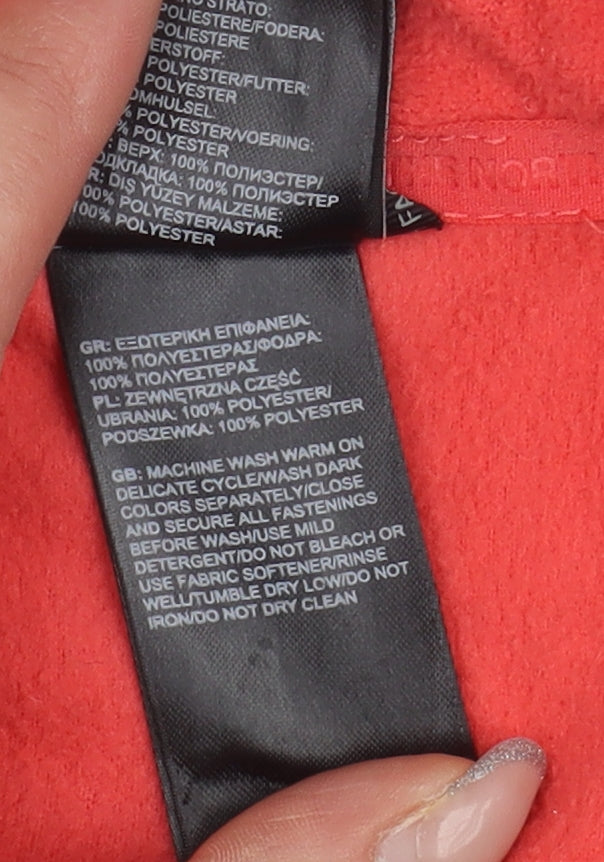 STRATO:
POLIESTERE/FODERA:
POLIESTERE
POLYESTER/FUTTER:
% POLYESTER
% POLYESTER/VOERING:
% POLYESTER
ВЕРХ: 100% ПОЛИЭСТЕР/
100% ПОЛИЭСТЕР
DIŞ YÜZEY MALZEME:
100% POLYESTER/ASTAR:
100% POLYESTER
GR: ΕΞΩΤΕΡΙΚΗ ΕΠΙΦΑΝΕΙΑ:
100% ΠΟΛΥΕΣΤΕΡΑΣ/ΦΟΔΡΑ:
100% ΠΟΛΥΕΣΤΕΡΑΣ
PL: ZEWNĘTRZNA CZĘŚĆ
UBRANIA: 100% POLYESTER/
PODSZEWKA: 100% POLYESTER
GB: MACHINE WASH WARM ON
DELICATE CYCLE/WASH DARK
COLORS SEPARATELY/CLOSE
AND SECURE ALL FASTENINGS
BEFORE WASH/USE MILD
DETERGENT/DO NOT BLEACH OR
USE FABRIC SOFTENER/RINSE
WELL/TUMBLE DRY LOW/DO NOT
IRON/DO NOT DRY CLEAN